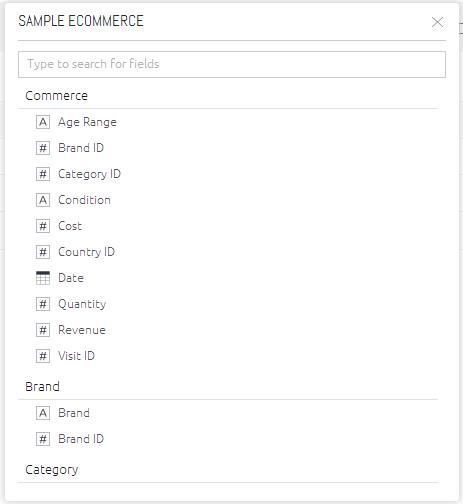 SAMPLE ECOMMERCE
Type to search for fields
Commerce
A Age Range
# Brand ID
# Category ID
A Condition
# Cost
# Country ID
Date
# Quantity
# Revenue
# Visit ID
Brand
A Brand
# Brand ID
Category